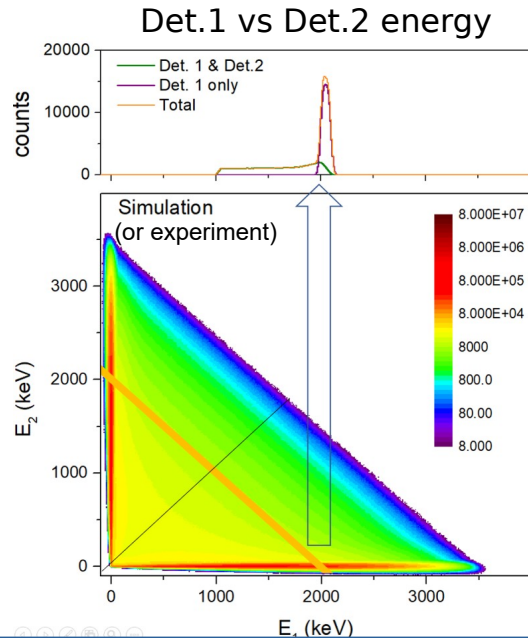 Det.1 vs Det.2 energy
20000
10000
0
counts
Det. 1 & Det.2
Det. 1 only
Total
Simulation
(or experiment)
8.000E+07
8.000E+06
8.000E+05
8.000E+04
8000
800.0
80.00
8.000
3000
2000
1000
0
E2 (keV)
0 1000 2000 3000
E1 (keV)